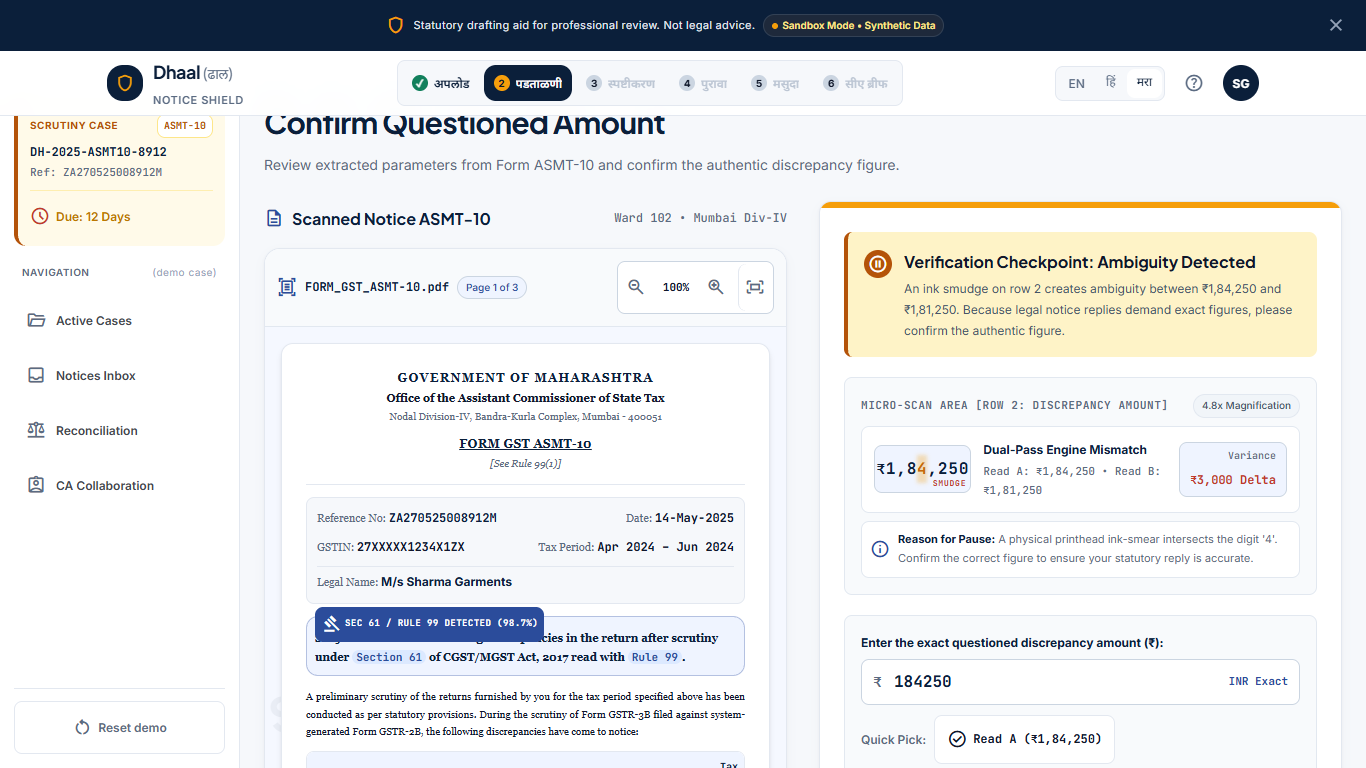 Statutory drafting aid for professional review. Not legal advice.
Sandbox Mode • Synthetic Data
Dhaal (ढाल)
NOTICE SHIELD
अपलोड
2 पडताळणी
3 स्पष्टीकरण
4 पुरावा
5 मसुदा
6 सीए ब्रीफ
EN
हिं
मरा
SG
SCRUTINY CASE
ASMT-10
DH-2025-ASMT10-8912
Ref: ZA270525008912M
Due: 12 Days
NAVIGATION
(demo case)
Active Cases
Notices Inbox
Reconciliation
CA Collaboration
Reset demo
Confirm Questioned Amount
Review extracted parameters from Form ASMT-10 and confirm the authentic discrepancy figure.
Scanned Notice ASMT-10
Ward 102 • Mumbai Div-IV
FORM_GST_ASMT-10.pdf
Page 1 of 3
100%
GOVERNMENT OF MAHARASHTRA
Office of the Assistant Commissioner of State Tax
Nodal Division-IV, Bandra-Kurla Complex, Mumbai - 400051
FORM GST ASMT-10
[See Rule 99(1)]
Reference No: ZA270525008912M
Date: 14-May-2025
GSTIN: 27XXXXX1234X1ZX
Tax Period: Apr 2024 – Jun 2024
Legal Name: M/s Sharma Garments
SEC 61 / RULE 99 DETECTED (98.7%)
in the return after scrutiny
under Section 61 of CGST/MGST Act, 2017 read with Rule 99.
A preliminary scrutiny of the returns furnished by you for the tax period specified above has been
conducted as per statutory provisions. During the scrutiny of Form GSTR-3B filed against system-
generated Form GSTR-2B, the following discrepancies have come to notice:
Tax
Verification Checkpoint: Ambiguity Detected
An ink smudge on row 2 creates ambiguity between ₹1,84,250 and
₹1,81,250. Because legal notice replies demand exact figures, please
confirm the authentic figure.
MICRO-SCAN AREA [ROW 2: DISCREPANCY AMOUNT]
4.8x Magnification
₹1,84,250
SMUDGE
Dual-Pass Engine Mismatch
Read A: ₹1,84,250 • Read B:
₹1,81,250
Variance
₹3,000 Delta
Reason for Pause: A physical printhead ink-smear intersects the digit '4'.
Confirm the correct figure to ensure your statutory reply is accurate.
Enter the exact questioned discrepancy amount (₹):
₹ 184250
INR Exact
Quick Pick:
Read A (₹1,84,250)